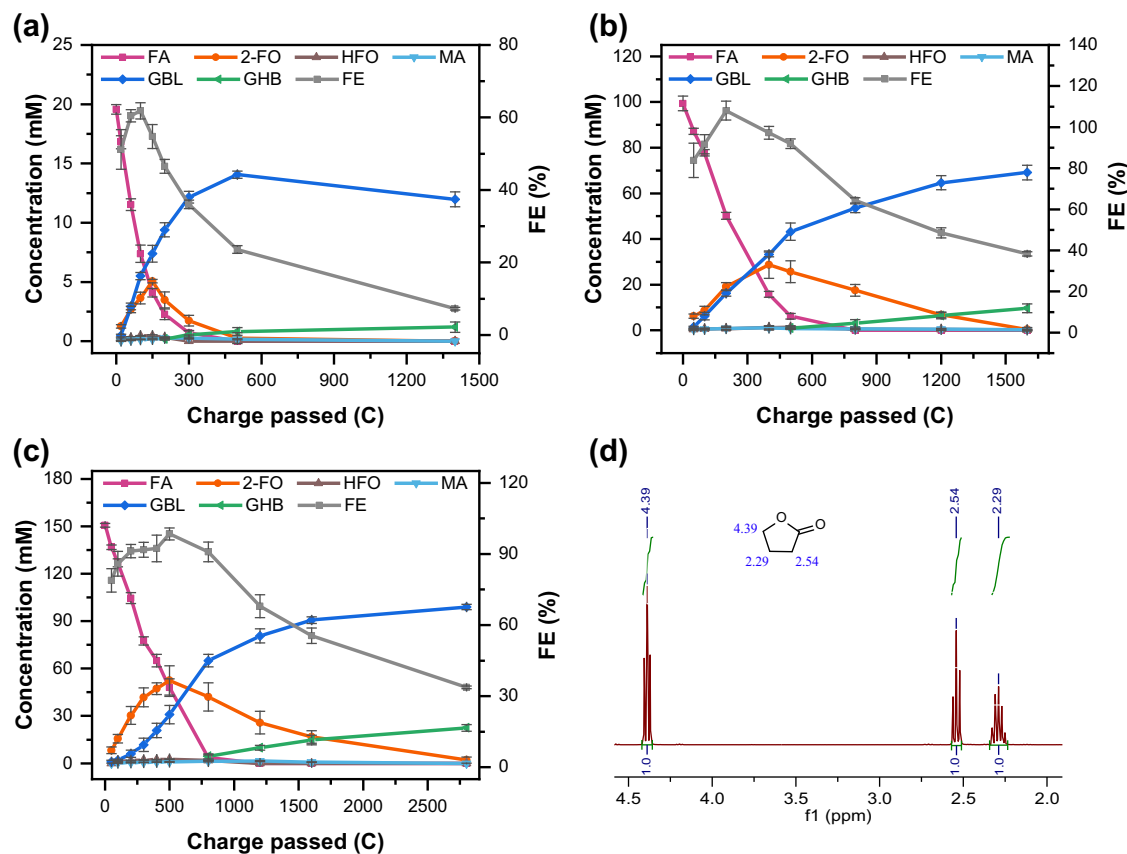 (a)
FA 2-FO HFO MA
GBL GHB FE
25
20
15
10
5
0
80
60
40
20
0
0 300 600 900 1200 1500
Concentration (mM)
FE (%)
Charge passed (C)
(b)
FA 2-FO HFO MA
GBL GHB FE
120
100
80
60
40
20
0
140
120
100
80
60
40
20
0
0 300 600 900 1200 1500
Concentration (mM)
FE (%)
Charge passed (C)
(c)
FA 2-FO HFO MA
GBL GHB FE
180
150
120
90
60
30
0
120
90
60
30
0
0 500 1000 1500 2000 2500
Concentration (mM)
FE (%)
Charge passed (C)
(d)
4.39
2.54
2.29
O
O
4.39
2.29 2.54
1.0
1.0
1.0
4.5 4.0 3.5 3.0 2.5 2.0
f1 (ppm)